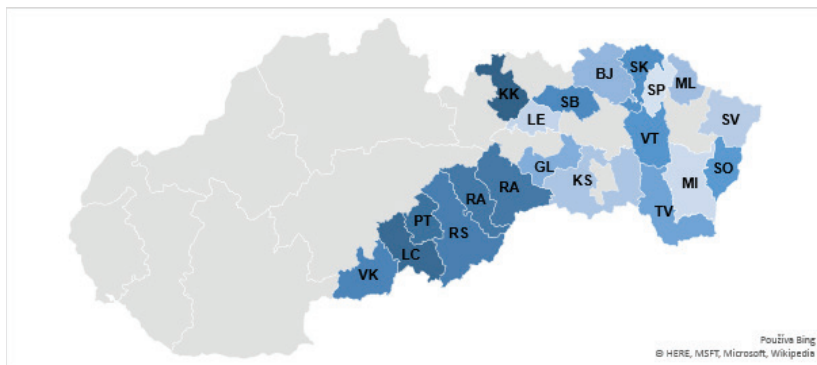 SK
BJ
ML
KK
SP
SB
LE
SV
VT
GL
SO
KS
MI
RA
RA
PT
TV
RS
LC
VK
Používa Bing
© HERE, MSFT, Microsoft, Wikipedia